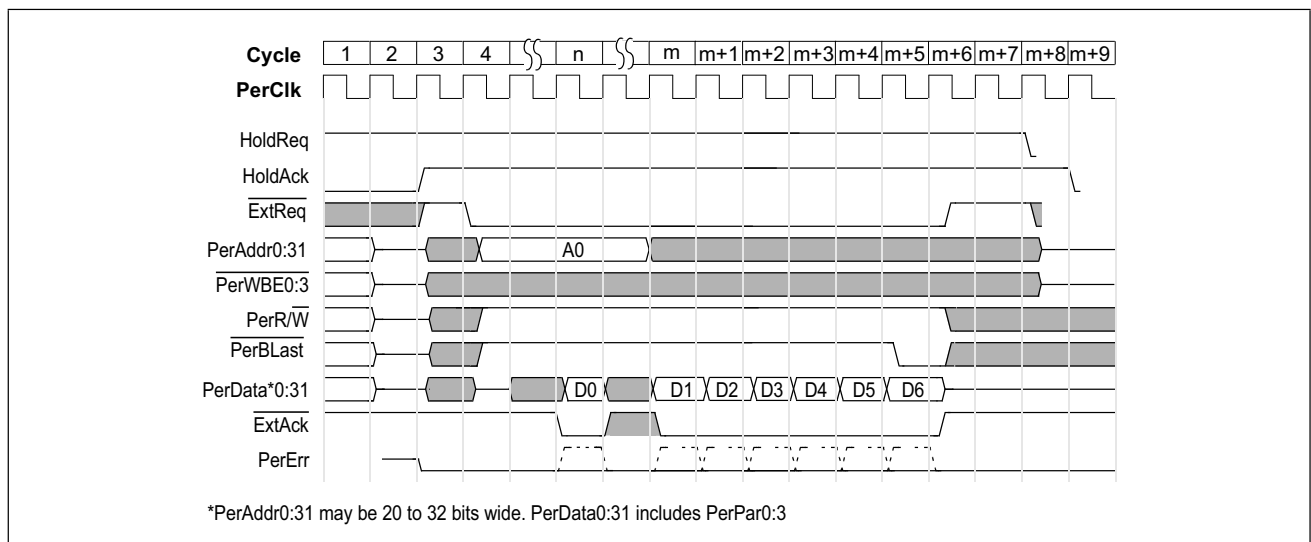 Cycle 1 2 3 4 n m m+1 m+2 m+3 m+4 m+5 m+6 m+7 m+8 m+9
PerClk
HoldReq
HoldAck
ExtReq
PerAddr0:31 A0
PerWBE0:3
PerR/W
PerBLast
PerData*0:31 D0 D1 D2 D3 D4 D5 D6
ExtAck
PerErr
*PerAddr0:31 may be 20 to 32 bits wide. PerData0:31 includes PerPar0:3